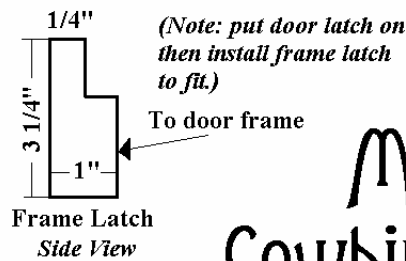 1/4"
(Note: put door latch on
then install frame latch
to fit.)
3 1/4"
To door frame
1"
Frame Latch
Side View